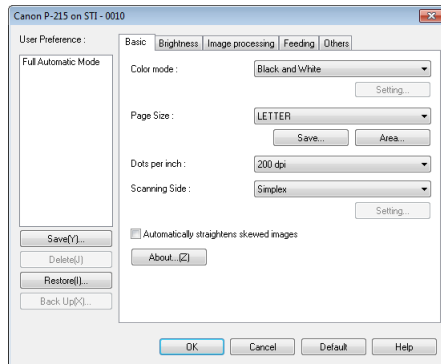 Canon P-215 on STI - 0010
User Preference :
Full Automatic Mode
Save(Y)...
Delete(J)
Restore(I)...
Back Up(X)...
Basic Brightness Image processing Feeding Others
Color mode : Black and White
Setting...
Page Size : LETTER
Save... Area...
Dots per inch : 200 dpi
Scanning Side : Simplex
Setting...
Automatically straightens skewed images
About...(Z)
OK Cancel Default Help